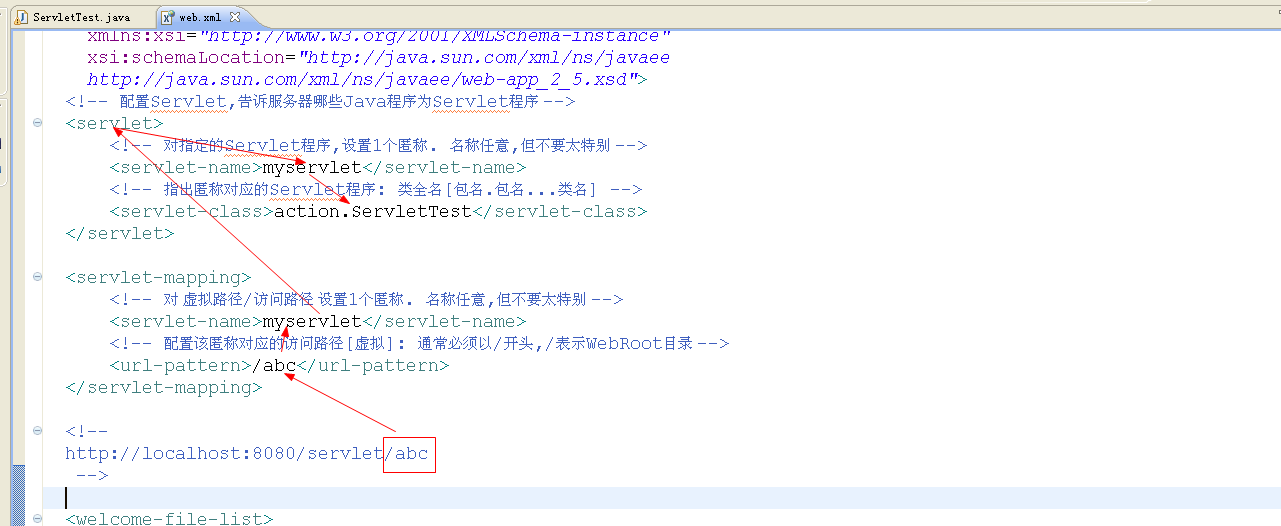 ServletTest.java
web.xml
xmlns:xsi="http://www.w3.org/2001/XMLSchema-instance"
xsi:schemaLocation="http://java.sun.com/xml/ns/javaee
http://java.sun.com/xml/ns/javaee/web-app_2_5.xsd">
<!-- 配置Servlet,告诉服务器哪些Java程序为Servlet程序 -->
<servlet>
<!-- 对指定的Servlet程序,设置1个匿称. 名称任意,但不要太特别 -->
<servlet-name>myservlet</servlet-name>
<!-- 指出匿称对应的Servlet程序: 类全名[包名.包名...类名] -->
<servlet-class>action.ServletTest</servlet-class>
</servlet>
<servlet-mapping>
<!-- 对 虚拟路径/访问路径 设置1个匿称. 名称任意,但不要太特别 -->
<servlet-name>myservlet</servlet-name>
<!-- 配置该匿称对应的访问路径[虚拟]: 通常必须以/开头,/表示WebRoot目录 -->
<url-pattern>/abc</url-pattern>
</servlet-mapping>
<!--
http://localhost:8080/servlet/abc
-->
<welcome-file-list>